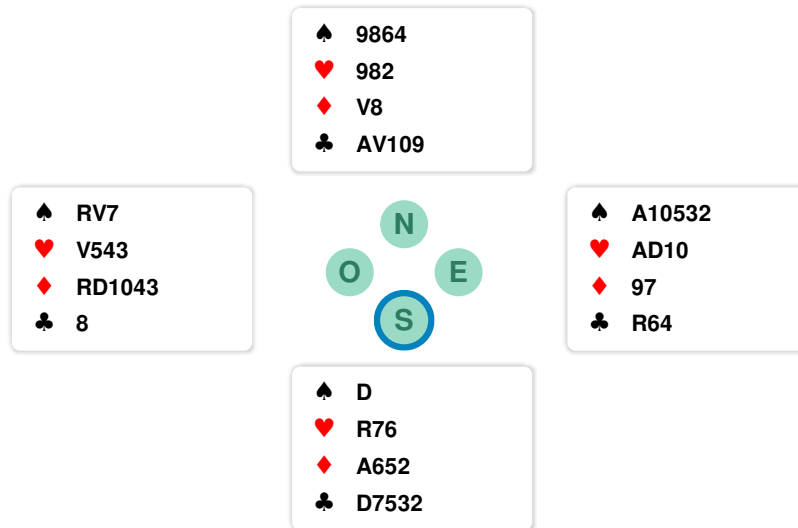 ♠ 9864
♥ 982
♦ V8
♣ AV109
♠ RV7
♥ V543
♦ RD1043
♣ 8
N
O E
S
♠ A10532
♥ AD10
♦ 97
♣ R64
♠ D
♥ R76
♦ A652
♣ D7532